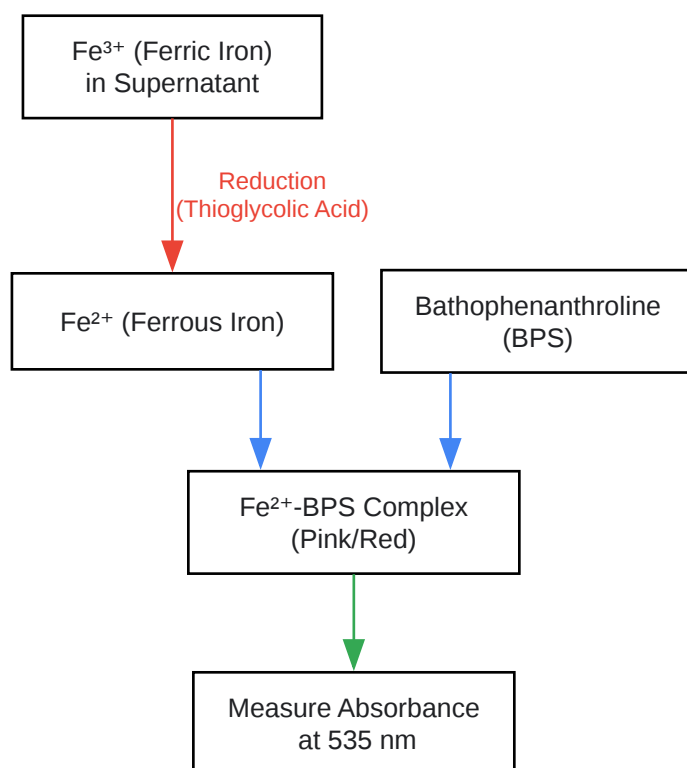 Fe³⁺ (Ferric Iron)
in Supernatant
Reduction
(Thioglycolic Acid)
Fe²⁺ (Ferrous Iron)
Bathophenanthroline
(BPS)
Fe²⁺-BPS Complex
(Pink/Red)
Measure Absorbance
at 535 nm